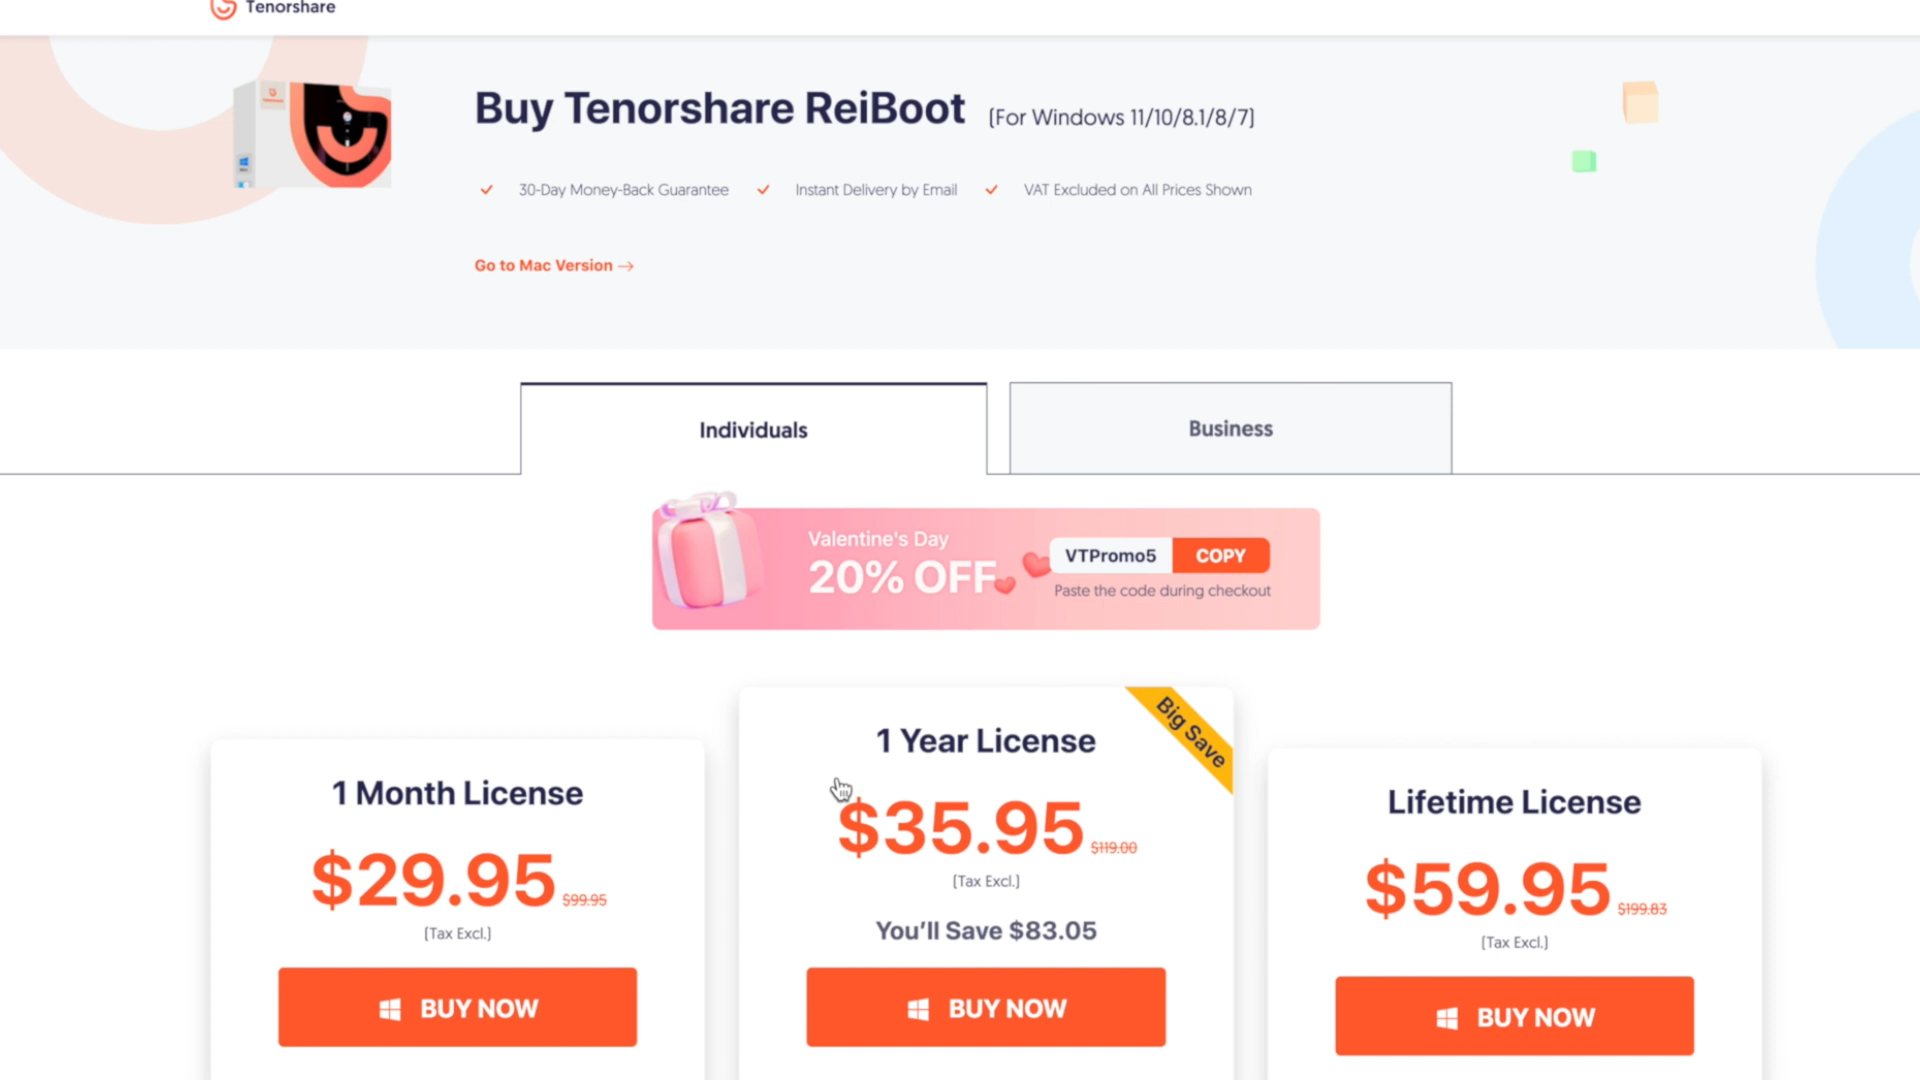 Tenorshare
Buy Tenorshare ReiBoot (For Windows 11/10/8.1/8/7)
30-Day Money-Back Guarantee Instant Delivery by Email VAT Excluded on All Prices Shown
Go to Mac Version →
Individuals Business
Valentine's Day
20% OFF
VTPromo5 COPY
Paste the code during checkout
1 Month License
$29.95 $99.95
(Tax Excl.)
BUY NOW
Big Save
1 Year License
$35.95 $119.00
(Tax Excl.)
You'll Save $83.05
BUY NOW
Lifetime License
$59.95 $199.83
(Tax Excl.)
BUY NOW